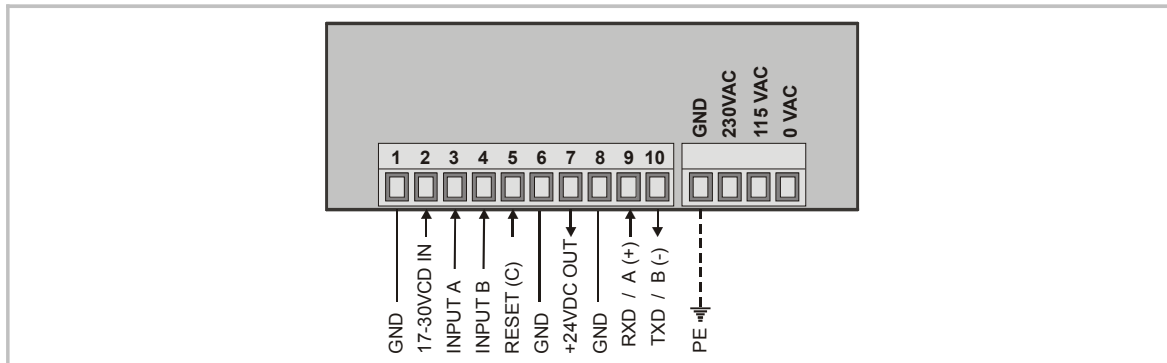 GND
230VAC
115 VAC
0 VAC
1 2 3 4 5 6 7 8 9 10
GND
17-30VCD IN
INPUT A
INPUT B
RESET (C)
GND
+24VDC OUT
GND
RXD / A (+)
TXD / B (-)
PE